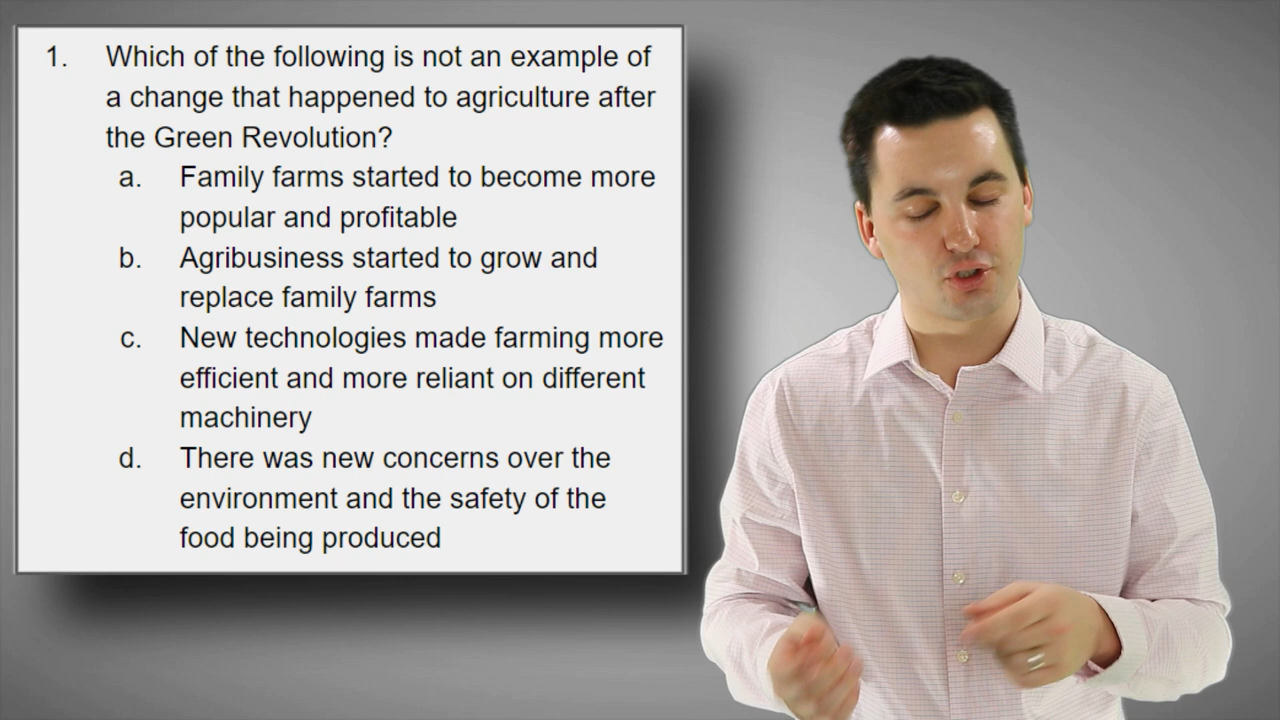 1. Which of the following is not an example of
a change that happened to agriculture after
the Green Revolution?
a. Family farms started to become more
popular and profitable
b. Agribusiness started to grow and
replace family farms
c. New technologies made farming more
efficient and more reliant on different
machinery
d. There was new concerns over the
environment and the safety of the
food being produced